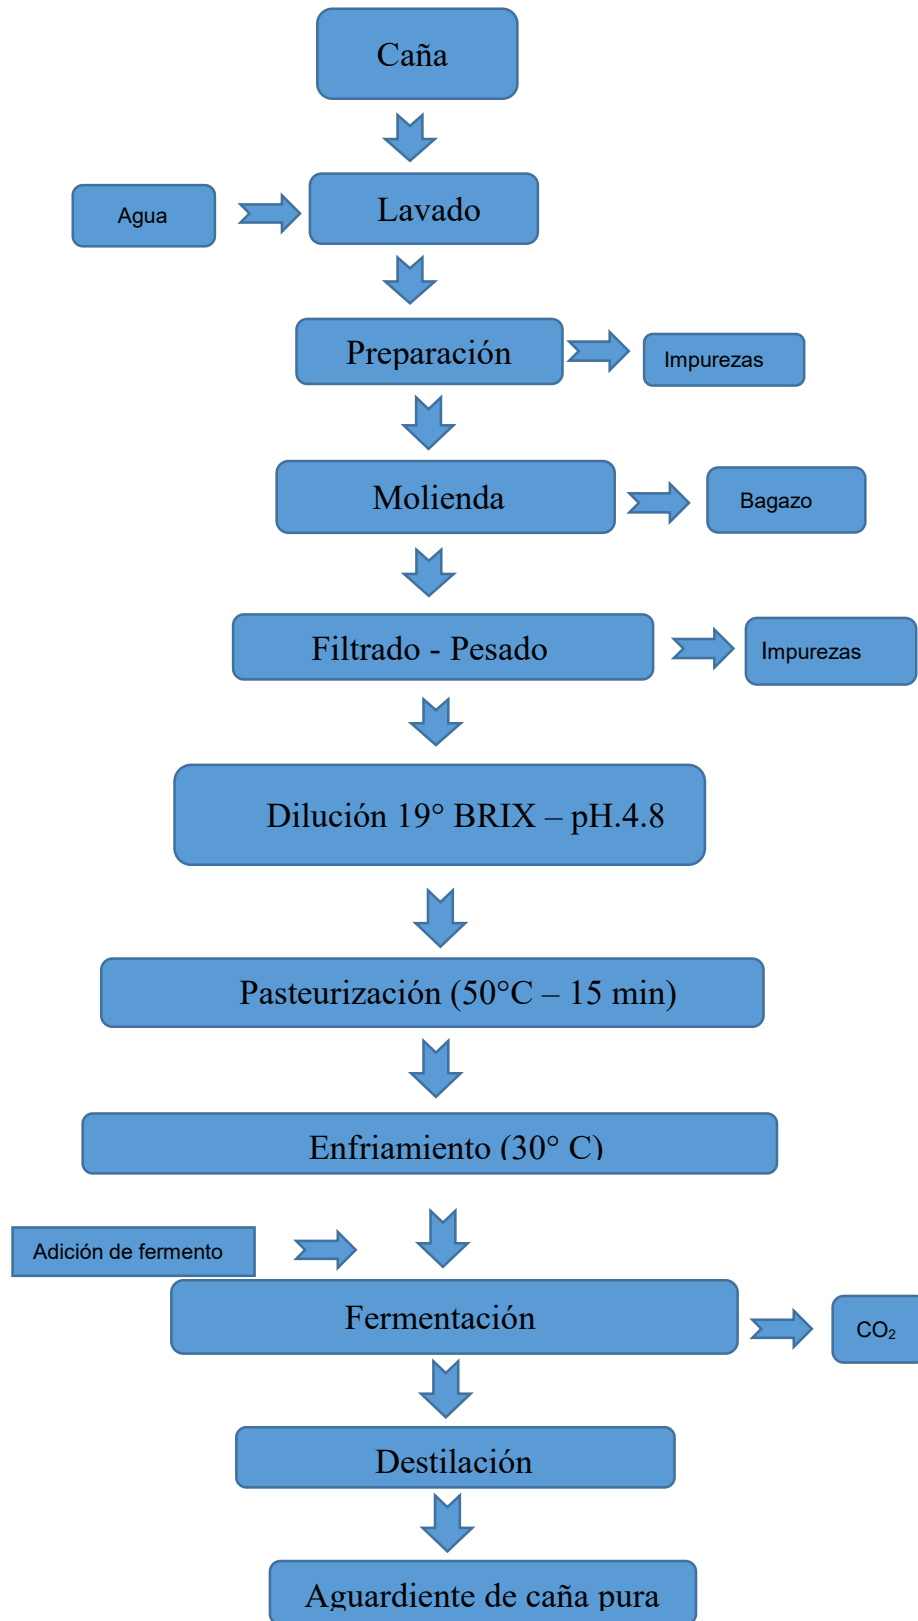 Caña
Agua
Lavado
Preparación
Impurezas
Molienda
Bagazo
Filtrado - Pesado
Impurezas
Dilución 19° BRIX – pH.4.8
Pasteurización (50°C – 15 min)
Enfriamiento (30° C)
Adición de fermento
Fermentación
CO₂
Destilación
Aguardiente de caña pura